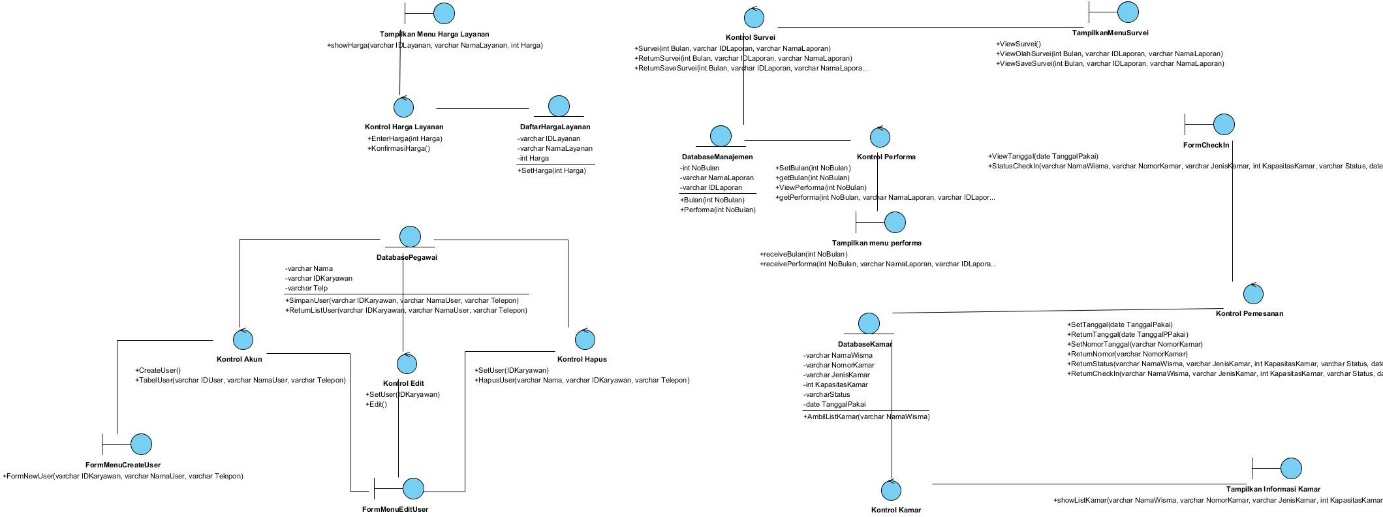 Tampilkan Menu Harga Layanan
+showHarga(varchar IDLayanan, varchar NamaLayanan, int Harga)
Kontrol Harga Layanan
+EnterHarga(int Harga)
+KonfirmasiHarga()
DaftarHargaLayanan
-varchar IDLayanan
-varchar NamaLayanan
-int Harga
+SetHarga(int Harga)
Kontrol Survei
+Survei(int Bulan, varchar IDLaporan, varchar NamaLaporan)
+ReturnSurvei(int Bulan, varchar IDLaporan, varchar NamaLaporan)
+ReturnSaveSurvei(int Bulan, varchar IDLaporan, varchar NamaLapora...
TampilkanMenuSurvei
+ViewSurvei()
+ViewOlahSurvei(int Bulan, varchar IDLaporan, varchar NamaLaporan)
+ViewSaveSurvei(int Bulan, varchar IDLaporan, varchar NamaLaporan)
DatabaseManajemen
-int NoBulan
-varchar NamaLaporan
-varchar IDLaporan
+Bulan(int NoBulan)
+Performa(int NoBulan)
Kontrol Performa
+SetBulan(int NoBulan)
+getBulan(int NoBulan)
+ViewPerforma(int NoBulan)
+getPerforma(int NoBulan, varchar NamaLaporan, varchar IDLapor...
Tampilkan menu performa
+receiveBulan(int NoBulan)
+receivePerforma(int NoBulan, varchar NamaLaporan, varchar IDLapora...
FormCheckIn
+ViewTanggal(date TanggalPakai)
+StatusCheckIn(varchar NamaWisma, varchar NomorKamar, varchar JenisKamar, int KapasitasKamar, varchar Status, date
DatabasePegawai
-varchar Nama
-varchar IDKaryawan
-varchar Telp
+SimpanUser(varchar IDKaryawan, varchar NamaUser, varchar Telepon)
+ReturnListUser(varchar IDKaryawan, varchar NamaUser, varchar Telepon)
Kontrol Akun
+CreateUser()
+TabelUser(varchar IDUser, varchar NamaUser, varchar Telepon)
Kontrol Edit
+SetUser(IDKaryawan)
+Edit()
Kontrol Hapus
+SetUser(IDKaryawan)
+HapusUser(varchar Nama, varchar IDKaryawan, varchar Telepon)
FormMenuCreateUser
+FormNewUser(varchar IDKaryawan, varchar NamaUser, varchar Telepon)
FormMenuEditUser
Kontrol Pemesanan
+SetTanggal(date TanggalPakai)
+ReturnTanggal(date TanggalPPakai)
+SetNomorTanggal(varchar NomorKamar)
+ReturnNomor(varchar NomorKamar)
+ReturnStatus(varchar NamaWisma, varchar JenisKamar, int KapasitasKamar, varchar Status, da
+ReturnCheckIn(varchar NamaWisma, varchar JenisKamar, int KapasitasKamar, varchar Status, da
DatabaseKamar
-varchar NamaWisma
-varchar NomorKamar
-varchar JenisKamar
-int KapasitasKamar
-varcharStatus
-date TanggalPakai
+AmbilListKamar(varchar NamaWisma)
Kontrol Kamar
Tampilkan Informasi Kamar
+showListKamar(varchar NamaWisma, varchar NomorKamar, varchar JenisKamar, int KapasitasKamar